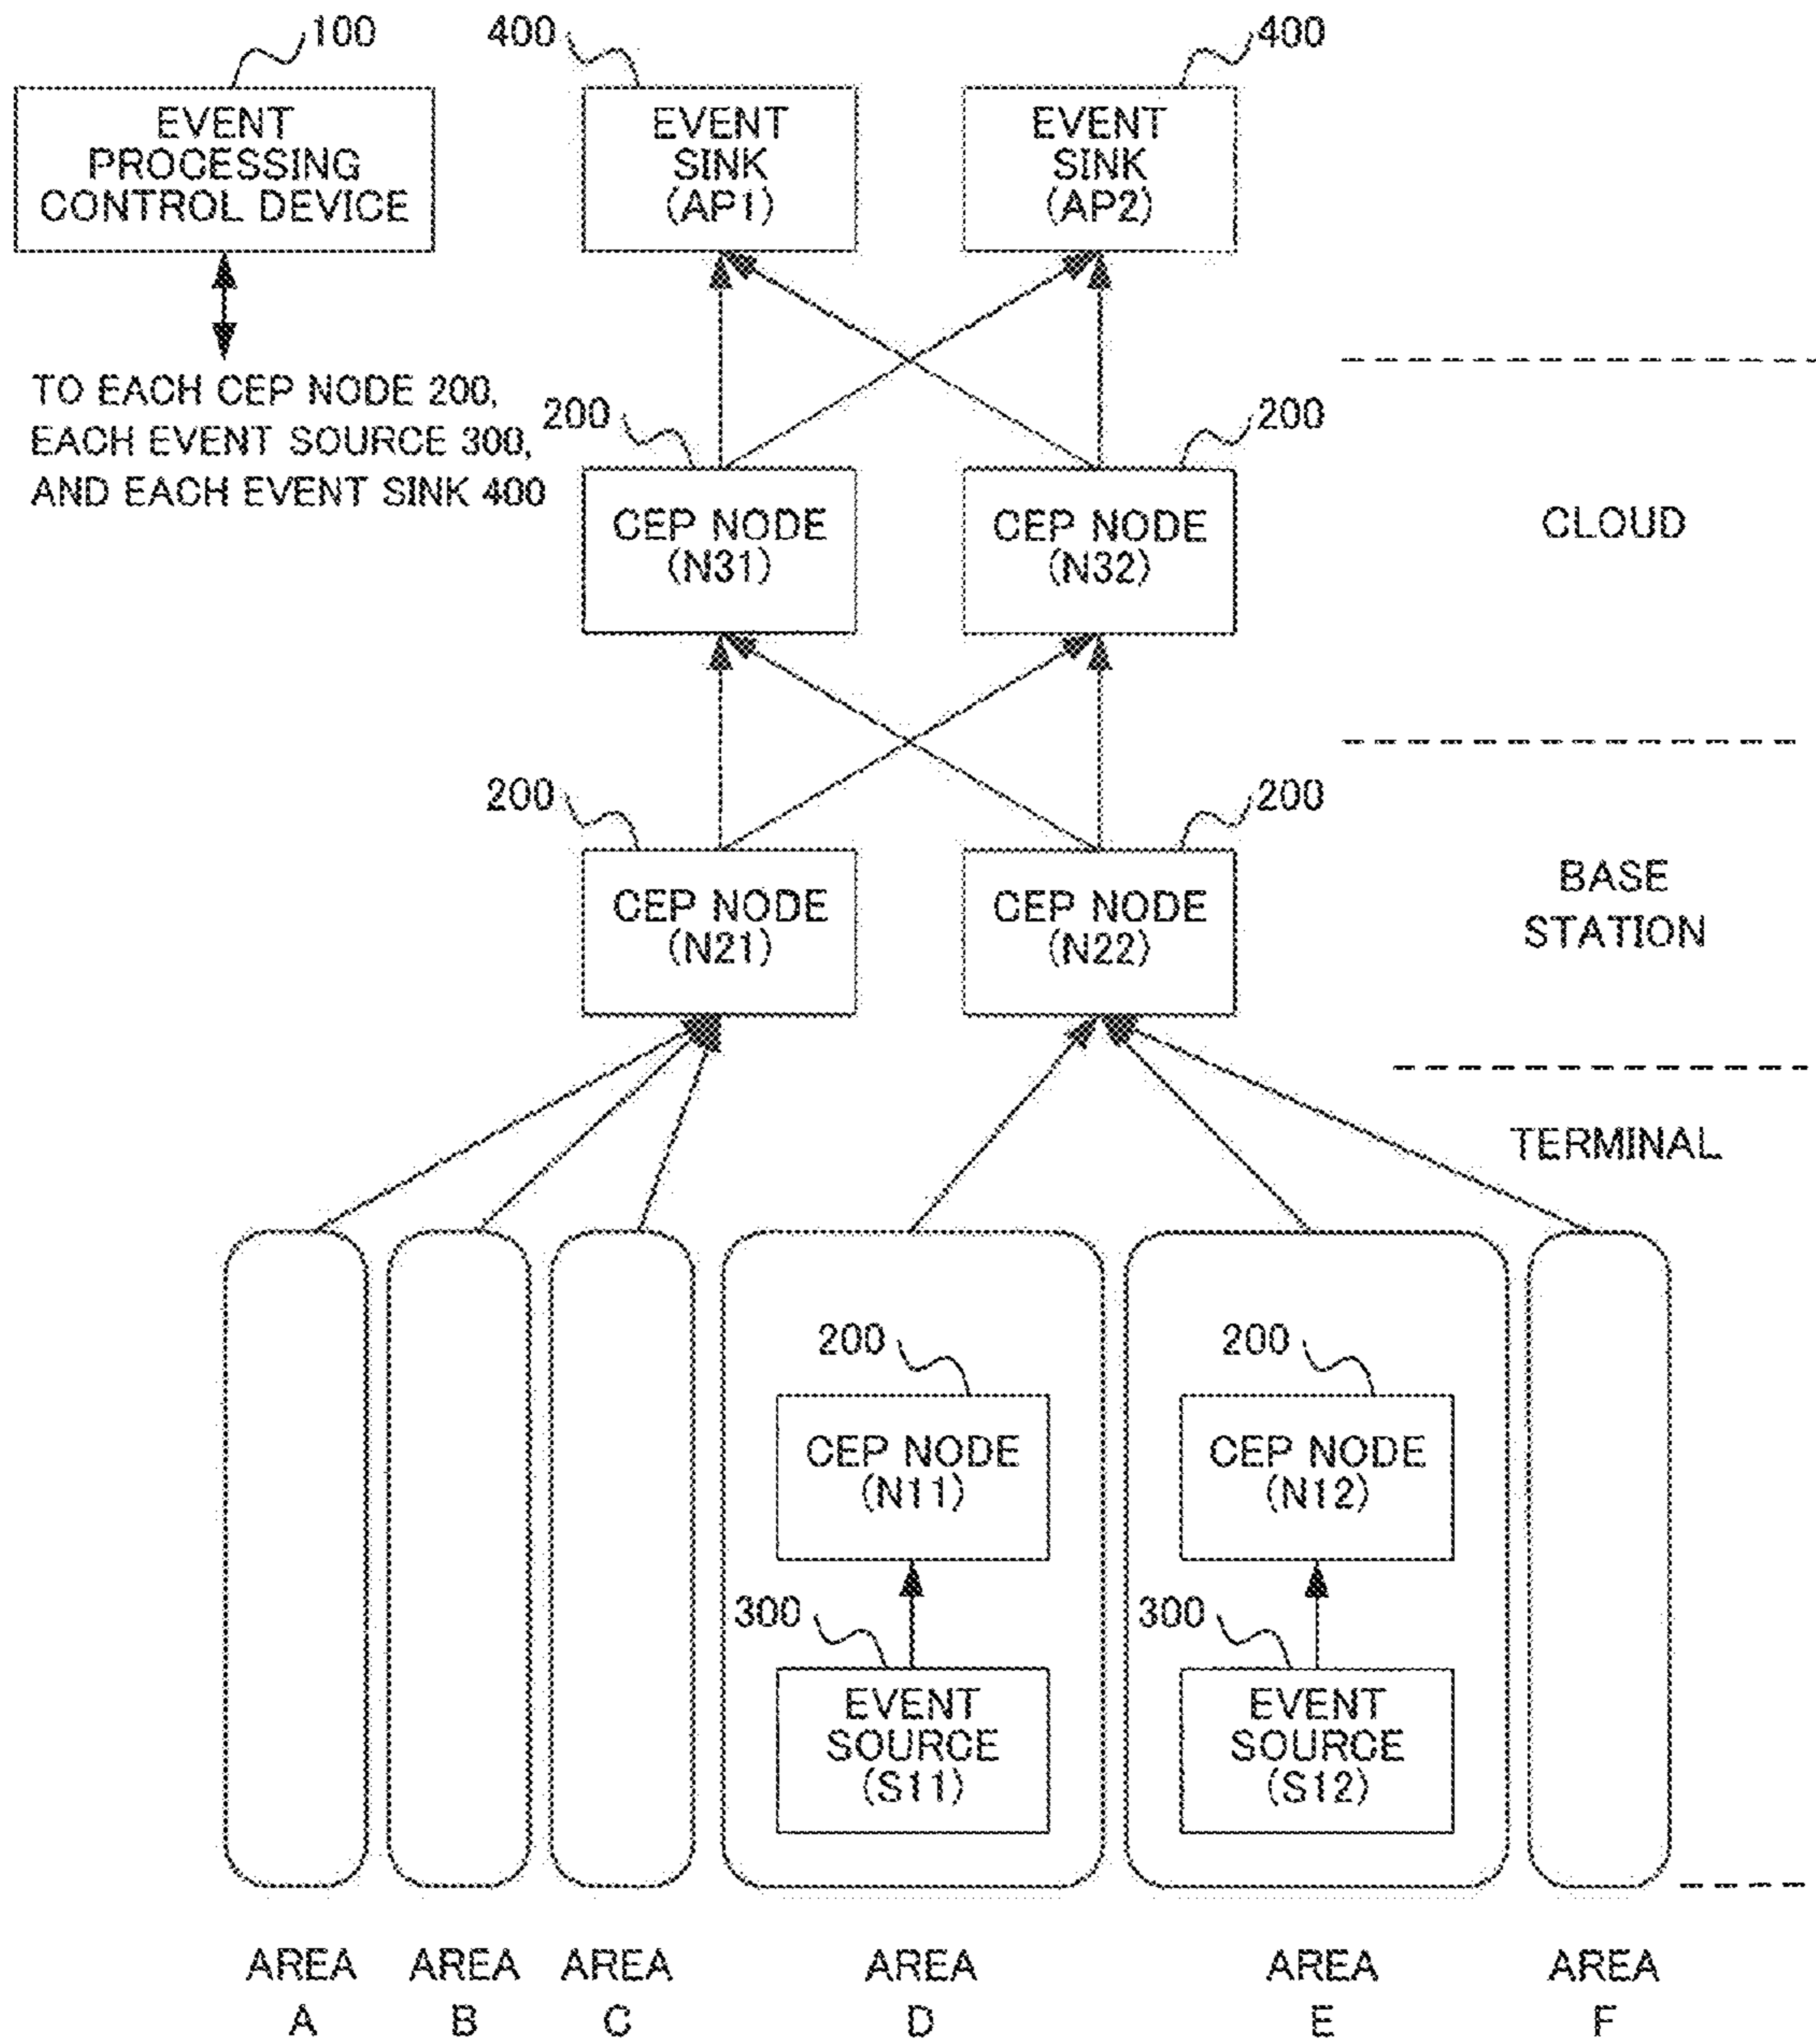 100
400
400
EVENT
PROCESSING
CONTROL DEVICE
EVENT
SINK
(AP1)
EVENT
SINK
(AP2)
TO EACH CEP NODE 200,
EACH EVENT SOURCE 300,
AND EACH EVENT SINK 400
200
200
CEP NODE
(N31)
CEP NODE
(N32)
CLOUD
200
200
CEP NODE
(N21)
CEP NODE
(N22)
BASE
STATION
TERMINAL
200
200
CEP NODE
(N11)
CEP NODE
(N12)
300
300
EVENT
SOURCE
(S11)
EVENT
SOURCE
(S12)
AREA
A
AREA
B
AREA
C
AREA
D
AREA
E
AREA
F